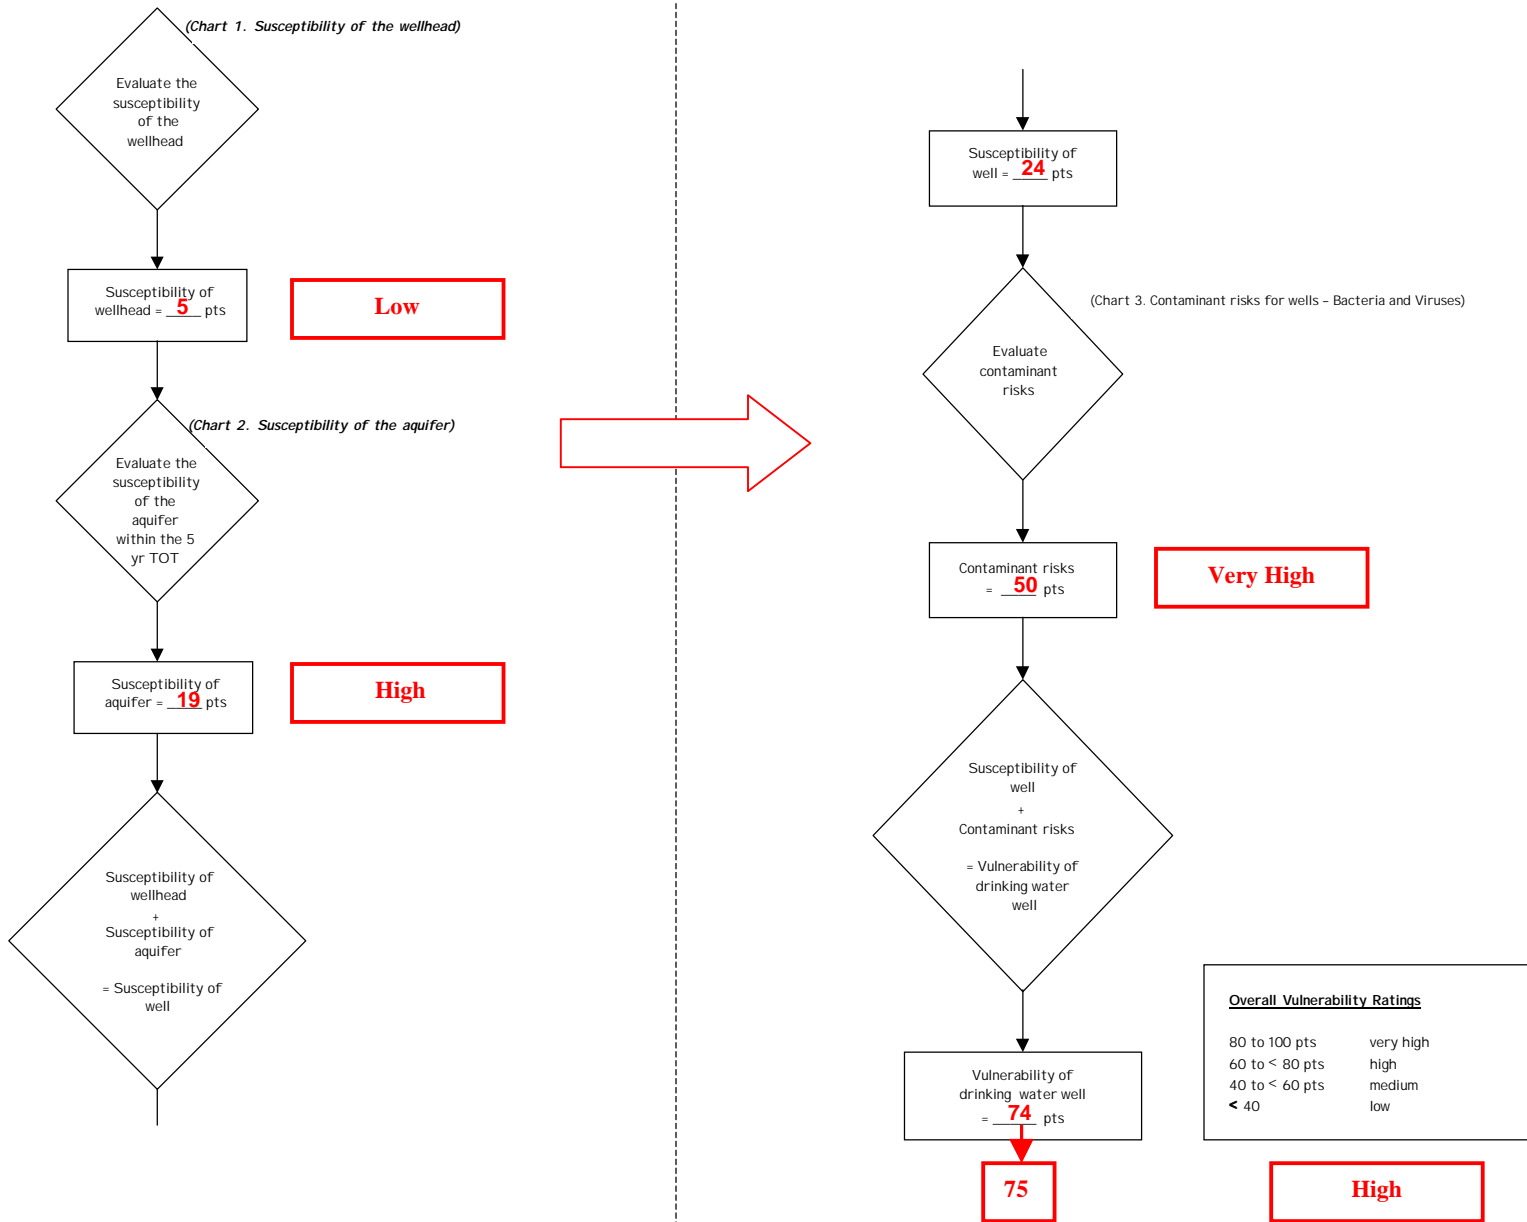 (Chart 1. Susceptibility of the wellhead)
Evaluate the
susceptibility
of the
wellhead
Susceptibility of
wellhead = 5 pts
Low
(Chart 2. Susceptibility of the aquifer)
Evaluate the
susceptibility
of the
aquifer
within the 5
yr TOT
Susceptibility of
aquifer = 19 pts
High
Susceptibility of
wellhead
+
Susceptibility of
aquifer
= Susceptibility of
well
Susceptibility of
well = 24 pts
(Chart 3. Contaminant risks for wells – Bacteria and Viruses)
Evaluate
contaminant
risks
Contaminant risks
= 50 pts
Very High
Susceptibility of
well
+
Contaminant risks
= Vulnerability of
drinking water
well
Vulnerability of
drinking water well
= 74 pts
75
Overall Vulnerability Ratings
80 to 100 pts very high
60 to < 80 pts high
40 to < 60 pts medium
< 40 low
High